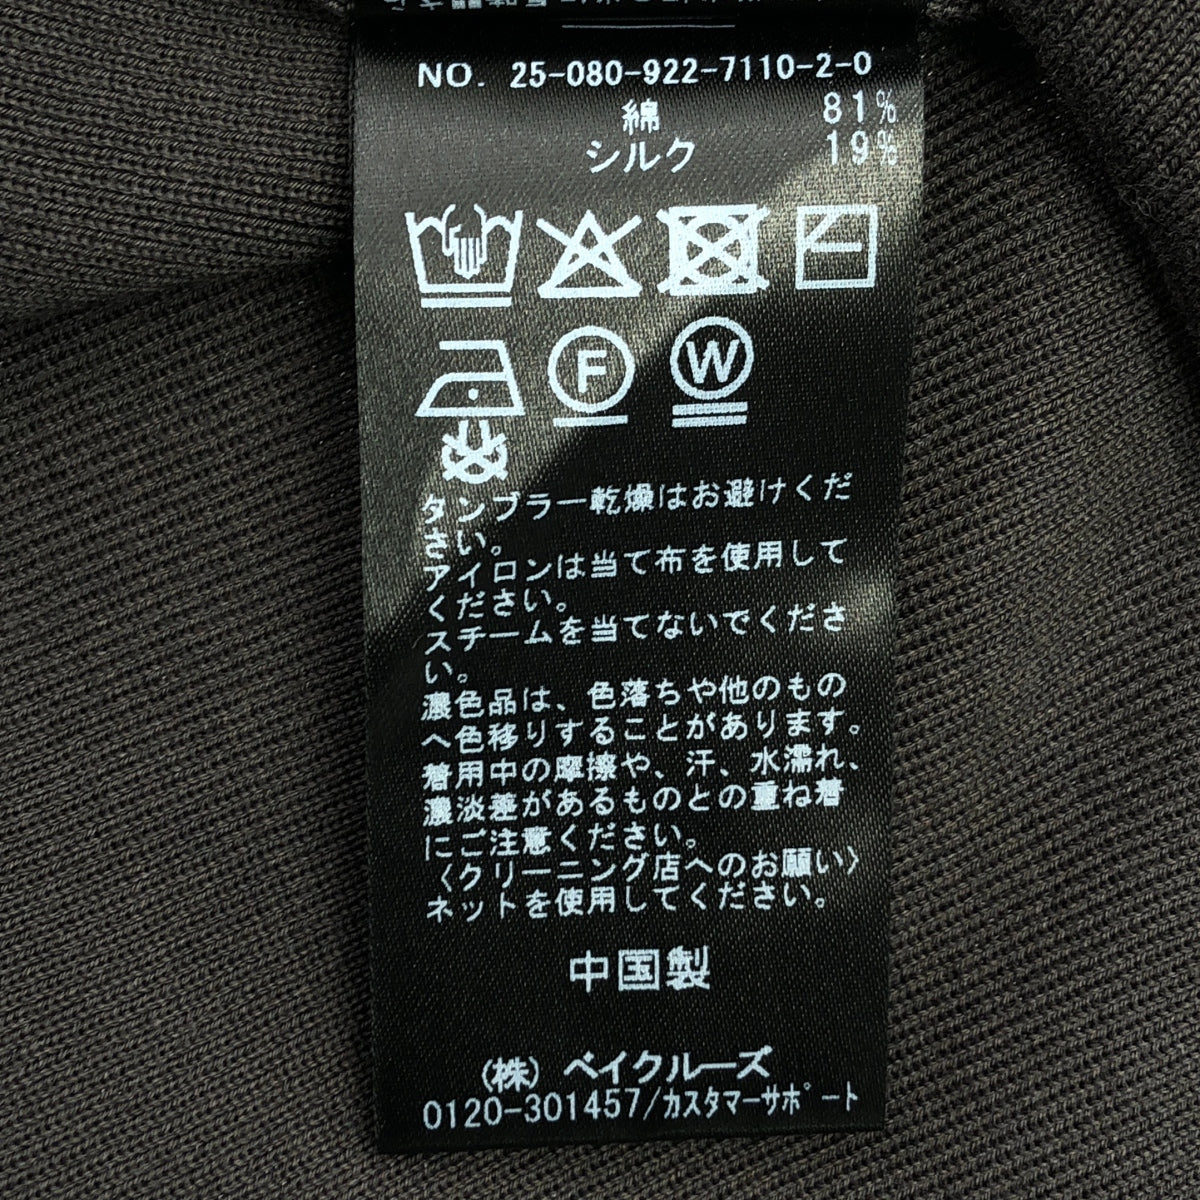 NO. 25-080-922-7110-2-0
綿 81%
シルク 19%
F W
タンブラー乾燥はお避けくだ
さい。
アイロンは当て布を使用して
ください。
スチームを当てないでくださ
い。
濃色品は、色落ちや他のもの
へ色移りすることがあります。
着用中の摩擦や、汗、水濡れ、
濃淡差があるものとの重ね着
にご注意ください。
〈クリーニング店へのお願い〉
ネットを使用してください。
中国製
(株) ベイクルーズ
0120-301457/カスタマーサポート